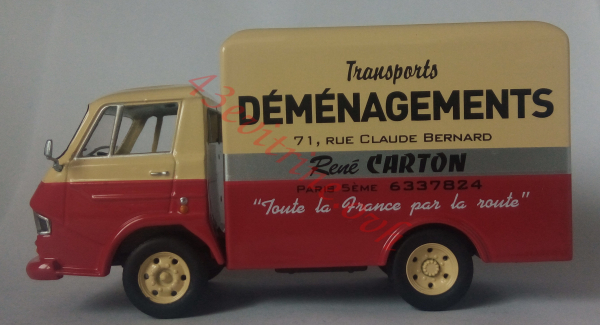 Transports
DÉMÉNAGEMENTS
71, RUE CLAUDE BERNARD
René CARTON
PARIS 5ÈME 6337824
"Toute la France par la route"